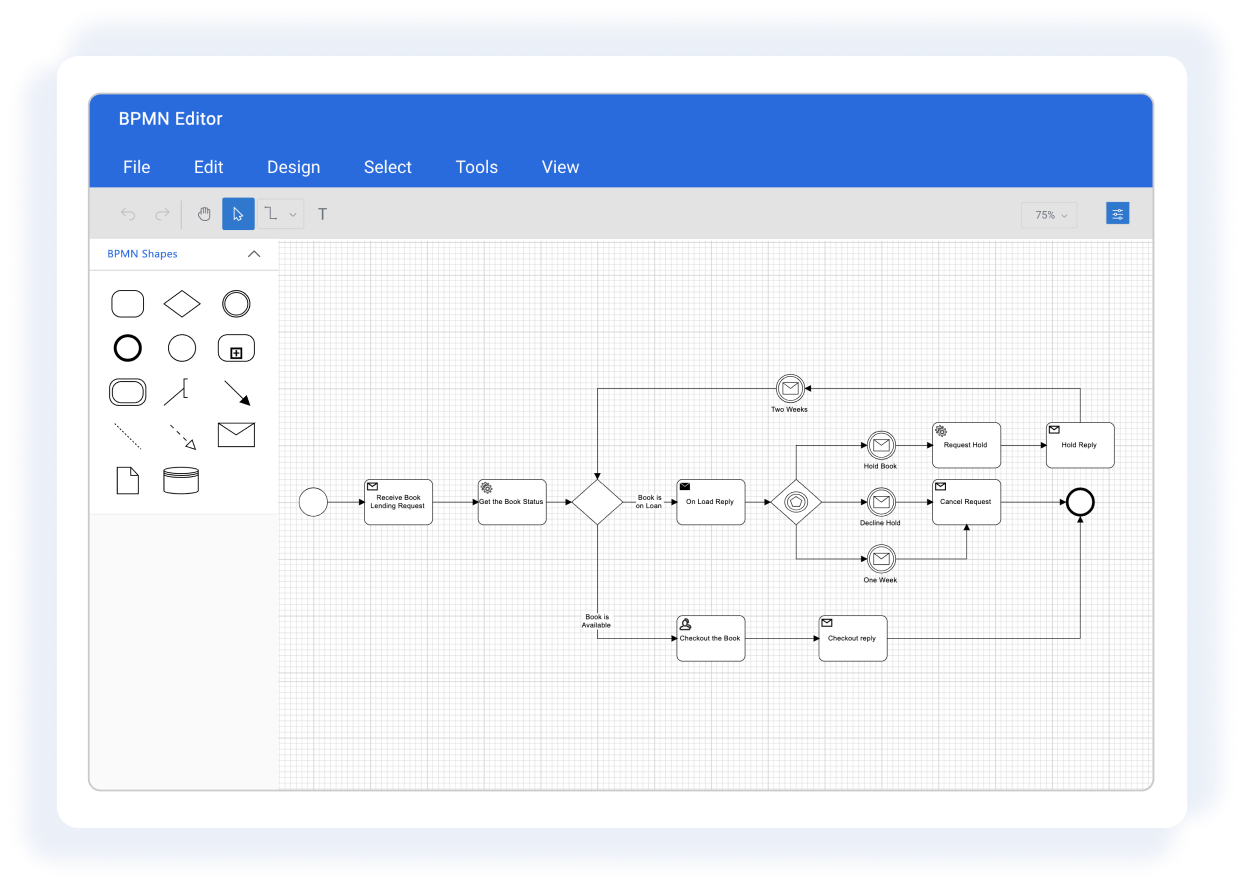 BPMN Editor
File Edit Design Select Tools View
T
75%
BPMN Shapes
Two Weeks
Hold Book
Request Hold
Hold Reply
Receive Book
Lending Request
Get the Book Status
Book is
on Loan
On Load Reply
Decline Hold
Cancel Request
One Week
Book is
Available
Checkout the Book
Checkout reply